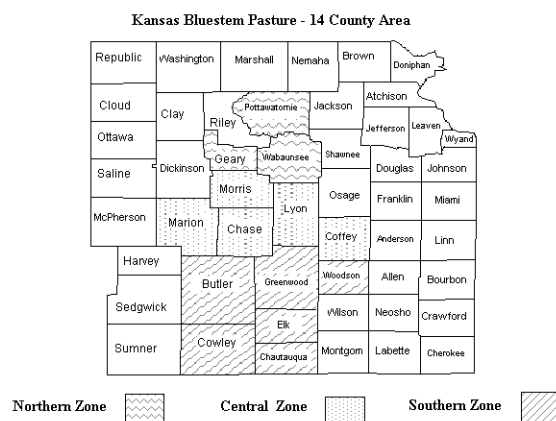 Kansas Bluestem Pasture - 14 County Area
Republic
Washington
Marshall
Nemaha
Brown
Doniphan
Cloud
Clay
Riley
Pottawatomie
Jackson
Atchison
Jefferson
Leaven
Wyand
Ottawa
Geary
Wabaunsee
Shawnee
Douglas
Johnson
Saline
Dickinson
Morris
Lyon
Osage
Franklin
Miami
McPherson
Marion
Chase
Coffey
Anderson
Linn
Harvey
Butler
Greenwood
Woodson
Allen
Bourbon
Sedgwick
Elk
Wilson
Neosho
Crawford
Sumner
Cowley
Chautauqua
Montgom
Labette
Cherokee
Northern Zone
Central Zone
Southern Zone